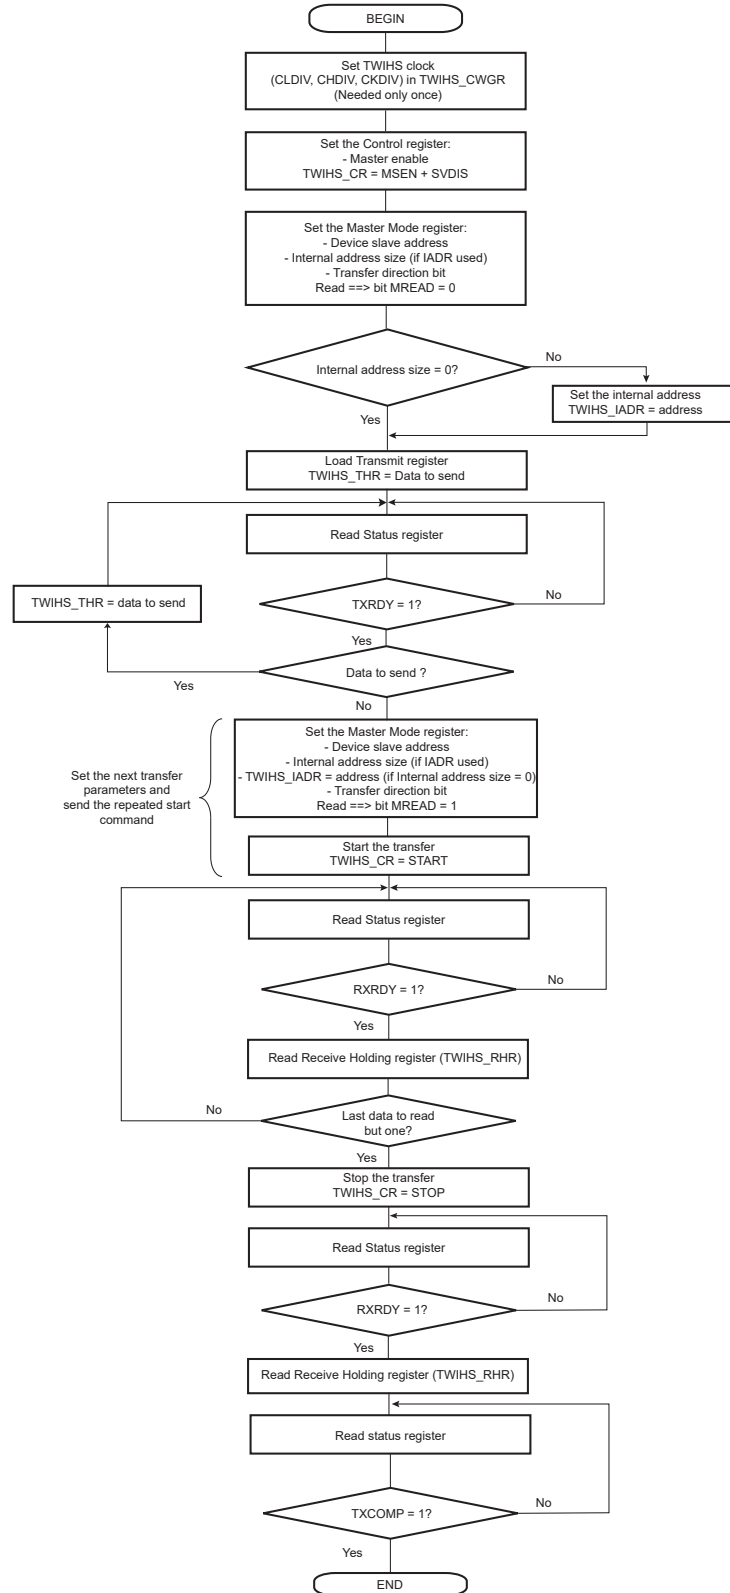 BEGIN
Set TWIHS clock
(CLDIV, CHDIV, CKDIV) in TWIHS_CWGR
(Needed only once)
Set the Control register:
- Master enable
TWIHS_CR = MSEN + SVDIS
Set the Master Mode register:
- Device slave address
- Internal address size (if IADR used)
- Transfer direction bit
Read ==> bit MREAD = 0
Internal address size = 0?
No
Set the internal address
TWIHS_IADR = address
Yes
Load Transmit register
TWIHS_THR = Data to send
Read Status register
TWIHS_THR = data to send
TXRDY = 1?
No
Yes
Data to send ?
Yes
No
Set the next transfer
parameters and
send the repeated start
command
Set the Master Mode register:
- Device slave address
- Internal address size (if IADR used)
- TWIHS_IADR = address (if Internal address size = 0)
- Transfer direction bit
Read ==> bit MREAD = 1
Start the transfer
TWIHS_CR = START
Read Status register
RXRDY = 1?
No
Yes
Read Receive Holding register (TWIHS_RHR)
No
Last data to read
but one?
Yes
Stop the transfer
TWIHS_CR = STOP
Read Status register
RXRDY = 1?
No
Yes
Read Receive Holding register (TWIHS_RHR)
Read status register
TXCOMP = 1?
No
Yes
END